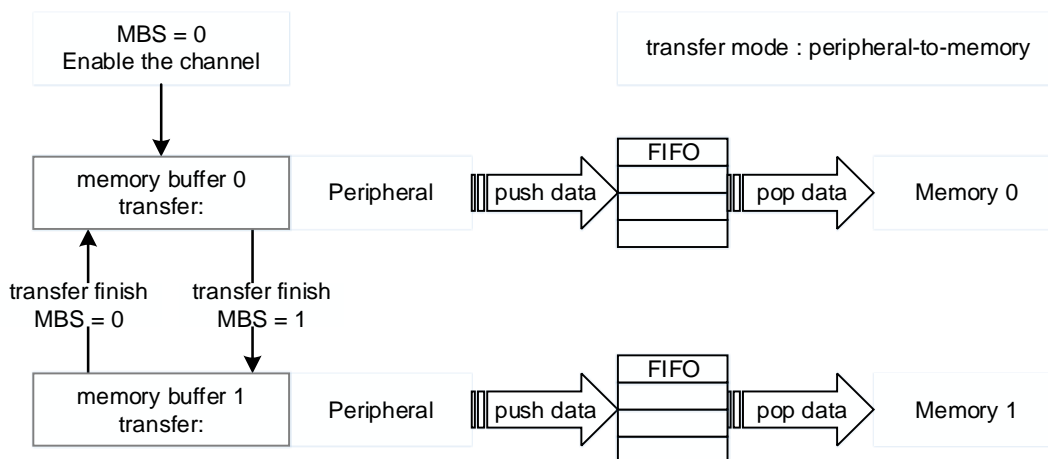 MBS = 0
Enable the channel
transfer mode : peripheral-to-memory
memory buffer 0
transfer:
Peripheral
push data
FIFO
pop data
Memory 0
transfer finish
MBS = 0
transfer finish
MBS = 1
memory buffer 1
transfer:
Peripheral
push data
FIFO
pop data
Memory 1